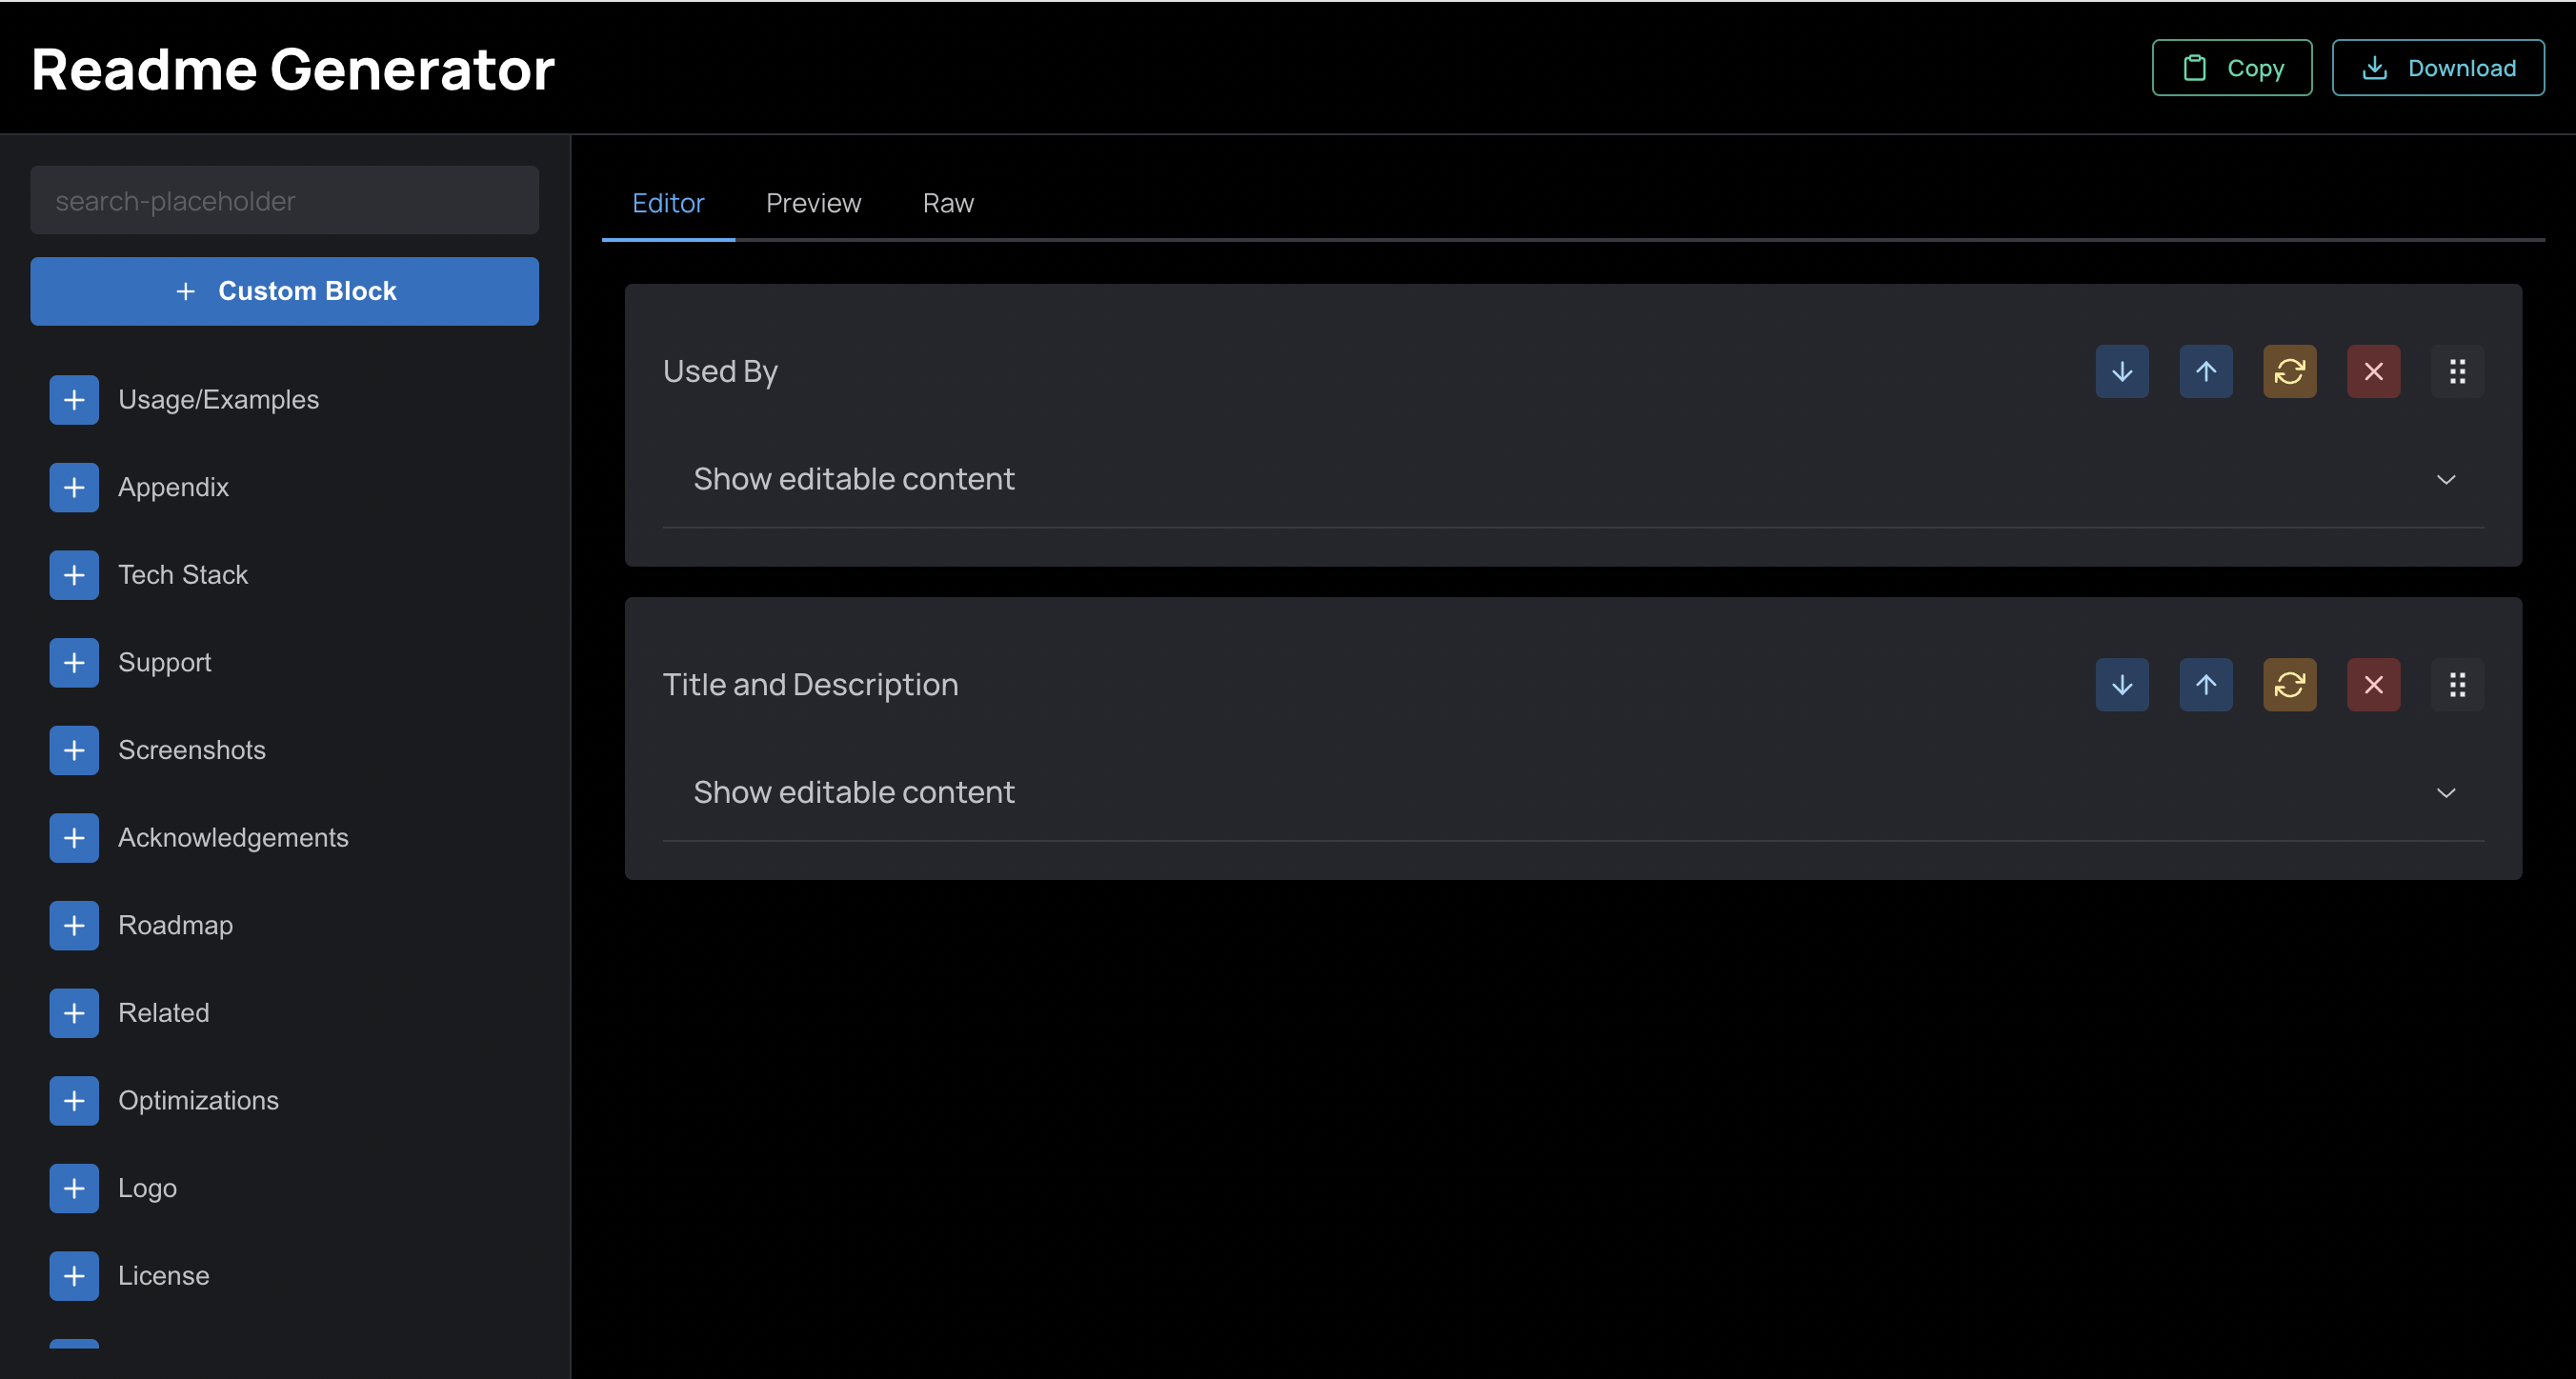 Readme Generator
Copy
Download
search-placeholder
Custom Block
Usage/Examples
Appendix
Tech Stack
Support
Screenshots
Acknowledgements
Roadmap
Related
Optimizations
Logo
License
Editor
Preview
Raw
Used By
Show editable content
Title and Description
Show editable content